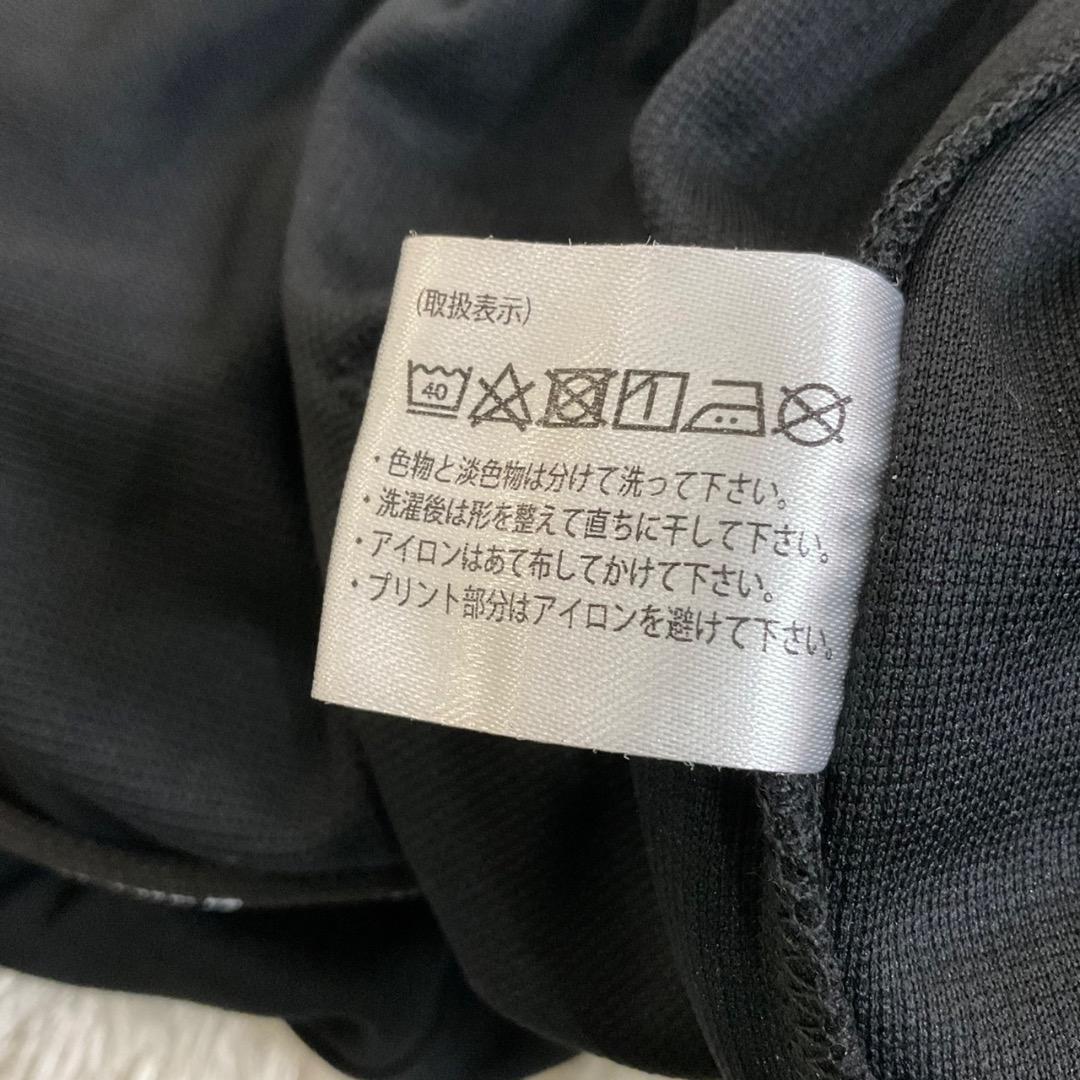 (取扱表示)
40
・色物と淡色物は分けて洗って下さい。
・洗濯後は形を整えて直ちに干して下さい。
・アイロンはあて布してかけて下さい。
・プリント部分はアイロンを避けて下さい。